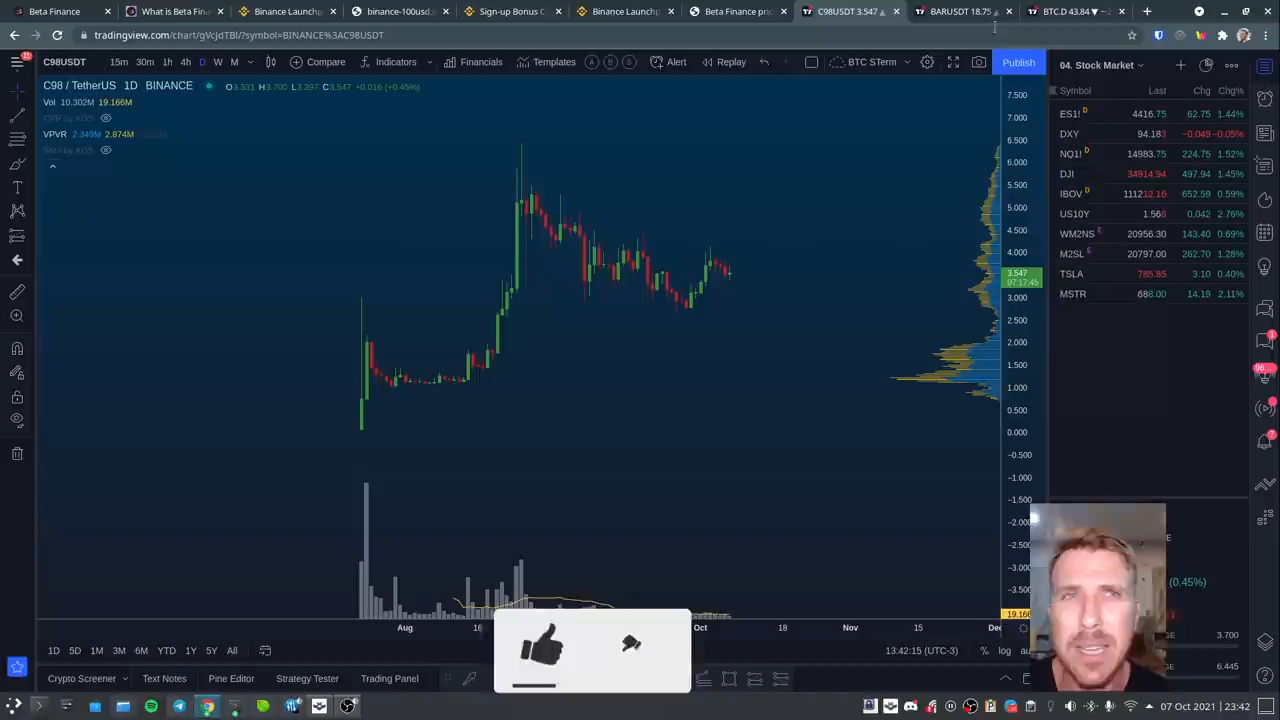 Beta Finance
What is Beta Finan
Binance Launchp
binance-100usd.
Sign-up Bonus O
Binance Launchp
Beta Finance pric
C98USDT 3.547
BARUSDT 18.75
BTC.D 43.84
tradingview.com/chart/gVcJdTBl/?symbol=BINANCE%3AC98USDT
11
C98USDT
15m 30m 1h 4h D W M
Compare
Indicators
Financials
Templates
A B S
Alert
Replay
BTC STerm
Publish
04. Stock Market
C98 / TetherUS 1D BINANCE
O3.531 H3.700 L3.397 C3.547 +0.016 (+0.45%)
Vol 10.302M 19.166M
VPVR 2.349M 2.874M
Symbol Last Chg Chg%
ES1! D 4416.75 62.75 1.44%
DXY 94.183 −0.049 −0.05%
NQ1! D 14983.75 224.75 1.52%
DJI 34914.94 497.94 1.45%
IBOV D 111212.16 652.59 0.59%
US10Y 1.568 0.042 2.76%
WM2NS E 20956.30 143.40 0.69%
M2SL E 20797.00 262.70 1.28%
TSLA 785.85 3.10 0.40%
MSTR 688.00 14.19 2.11%
7.500
7.000
6.500
6.000
5.500
5.000
4.500
4.000
3.547
07:17:45
3.000
2.500
2.000
1.500
1.000
0.500
0.000
−0.500
−1.000
−1.500
−2.000
−2.500
−3.000
−3.500
19.166
(0.45%)
3.700
6.445
Aug
Oct
18
Nov
15
1D 5D 1M 3M 6M YTD 1Y 5Y All
13:42:15 (UTC-3)
% log
Crypto Screener
Text Notes
Pine Editor
Strategy Tester
Trading Panel
07 Oct 2021
23:42